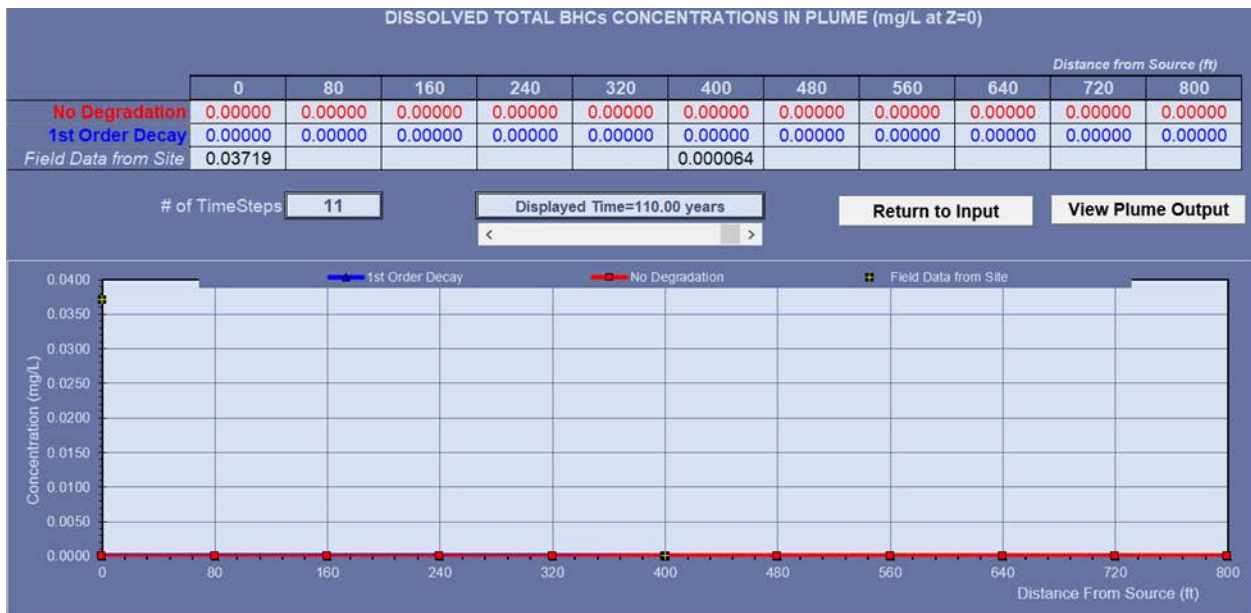 DISSOLVED TOTAL BHCs CONCENTRATIONS IN PLUME (mg/L at Z=0)
Distance from Source (ft)
0 80 160 240 320 400 480 560 640 720 800
No Degradation 0.00000 0.00000 0.00000 0.00000 0.00000 0.00000 0.00000 0.00000 0.00000 0.00000 0.00000
1st Order Decay 0.00000 0.00000 0.00000 0.00000 0.00000 0.00000 0.00000 0.00000 0.00000 0.00000 0.00000
Field Data from Site 0.03719 0.000064
# of TimeSteps 11 Displayed Time=110.00 years Return to Input View Plume Output
< >
1st Order Decay No Degradation Field Data from Site
Concentration (mg/L)
0.0400
0.0350
0.0300
0.0250
0.0200
0.0150
0.0100
0.0050
0.0000
0 80 160 240 320 400 480 560 640 720 800
Distance From Source (ft)